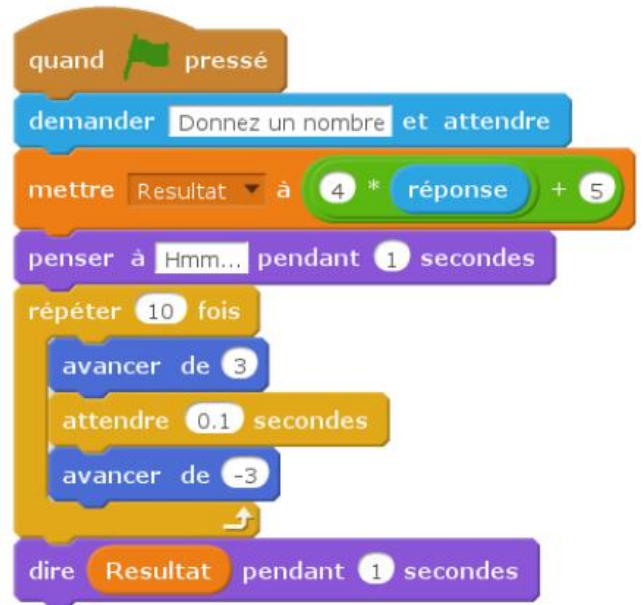 quand pressé
demander Donnez un nombre et attendre
mettre Resultat à 4 * réponse + 5
penser à Hmm... pendant 1 secondes
répéter 10 fois
avancer de 3
attendre 0.1 secondes
avancer de -3
dire Resultat pendant 1 secondes